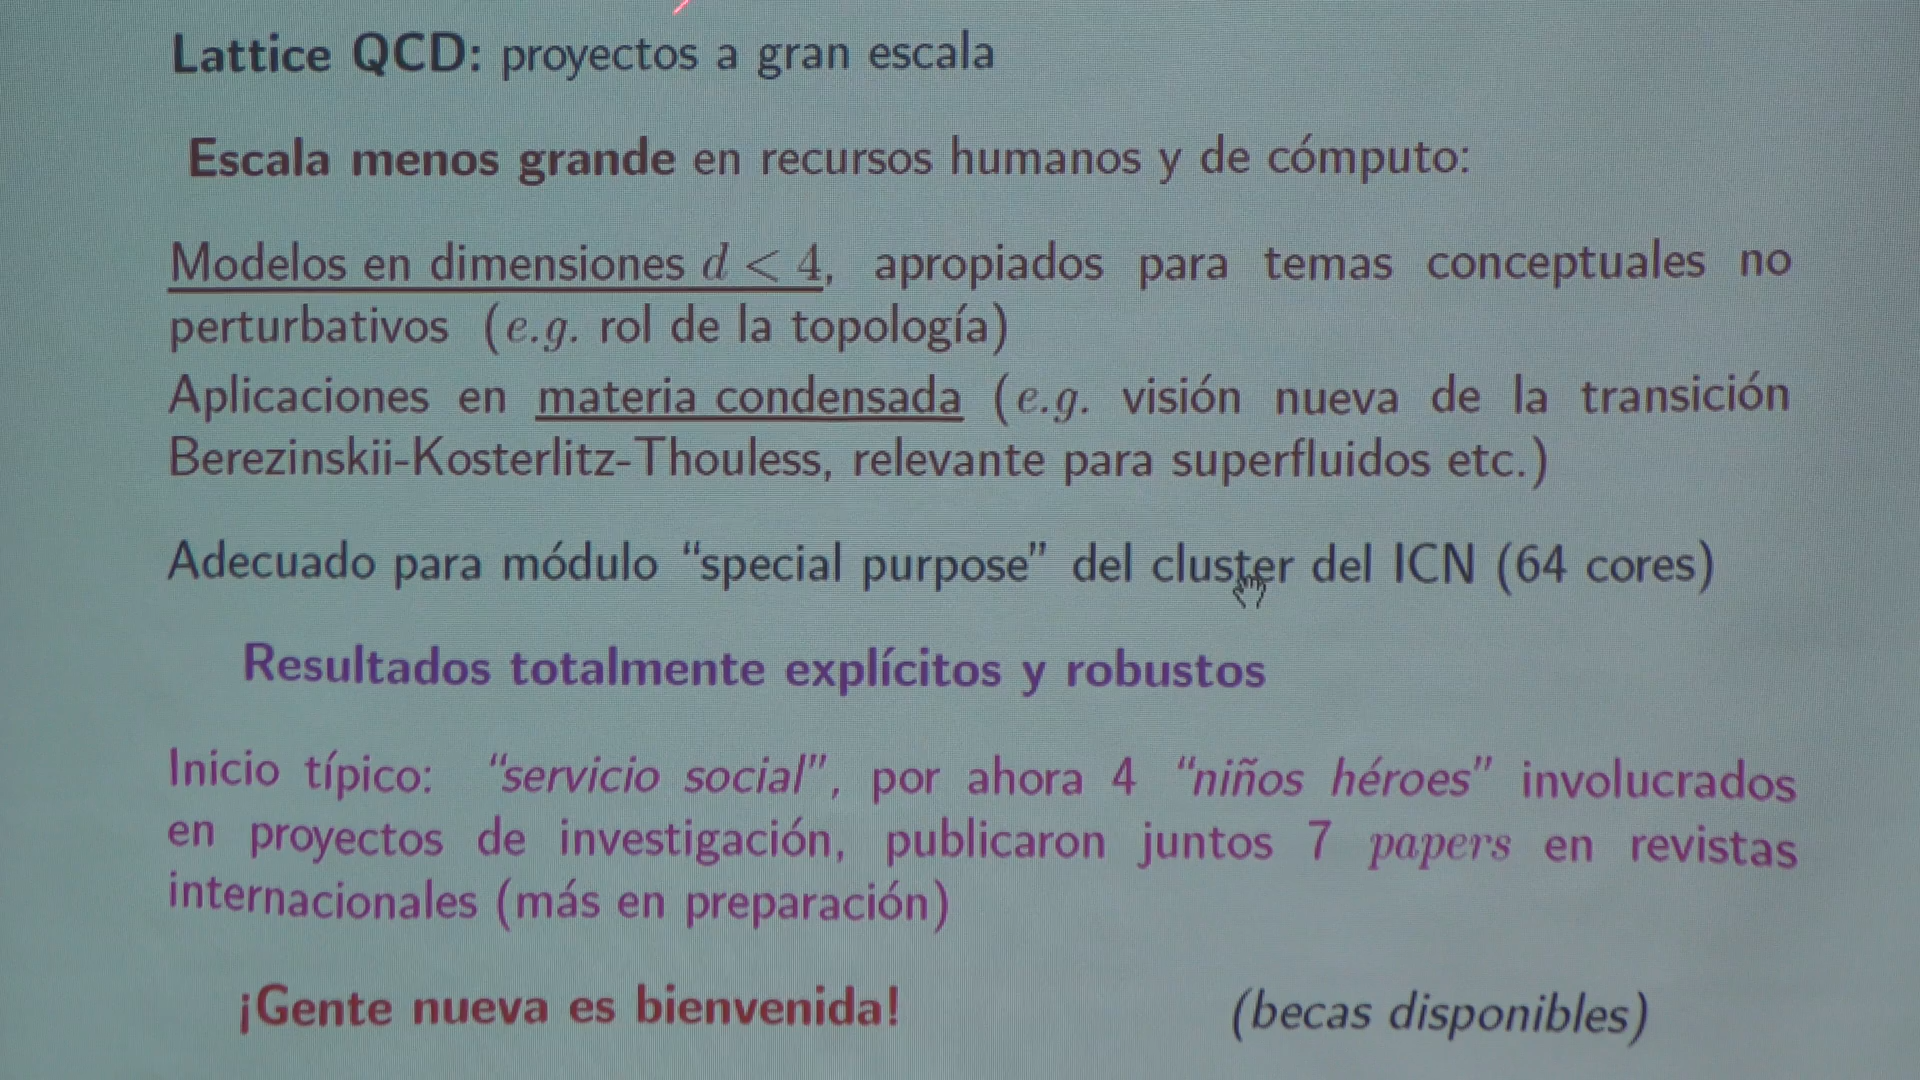 Lattice QCD: proyectos a gran escala
Escala menos grande en recursos humanos y de cómputo:
Modelos en dimensiones d < 4, apropiados para temas conceptuales no
perturbativos (e.g. rol de la topología)
Aplicaciones en materia condensada (e.g. visión nueva de la transición
Berezinskii-Kosterlitz-Thouless, relevante para superfluidos etc.)
Adecuado para módulo “special purpose” del cluster del ICN (64 cores)
Resultados totalmente explícitos y robustos
Inicio típico: “servicio social”, por ahora 4 “niños héroes” involucrados
en proyectos de investigación, publicaron juntos 7 papers en revistas
internacionales (más en preparación)
¡Gente nueva es bienvenida! (becas disponibles)